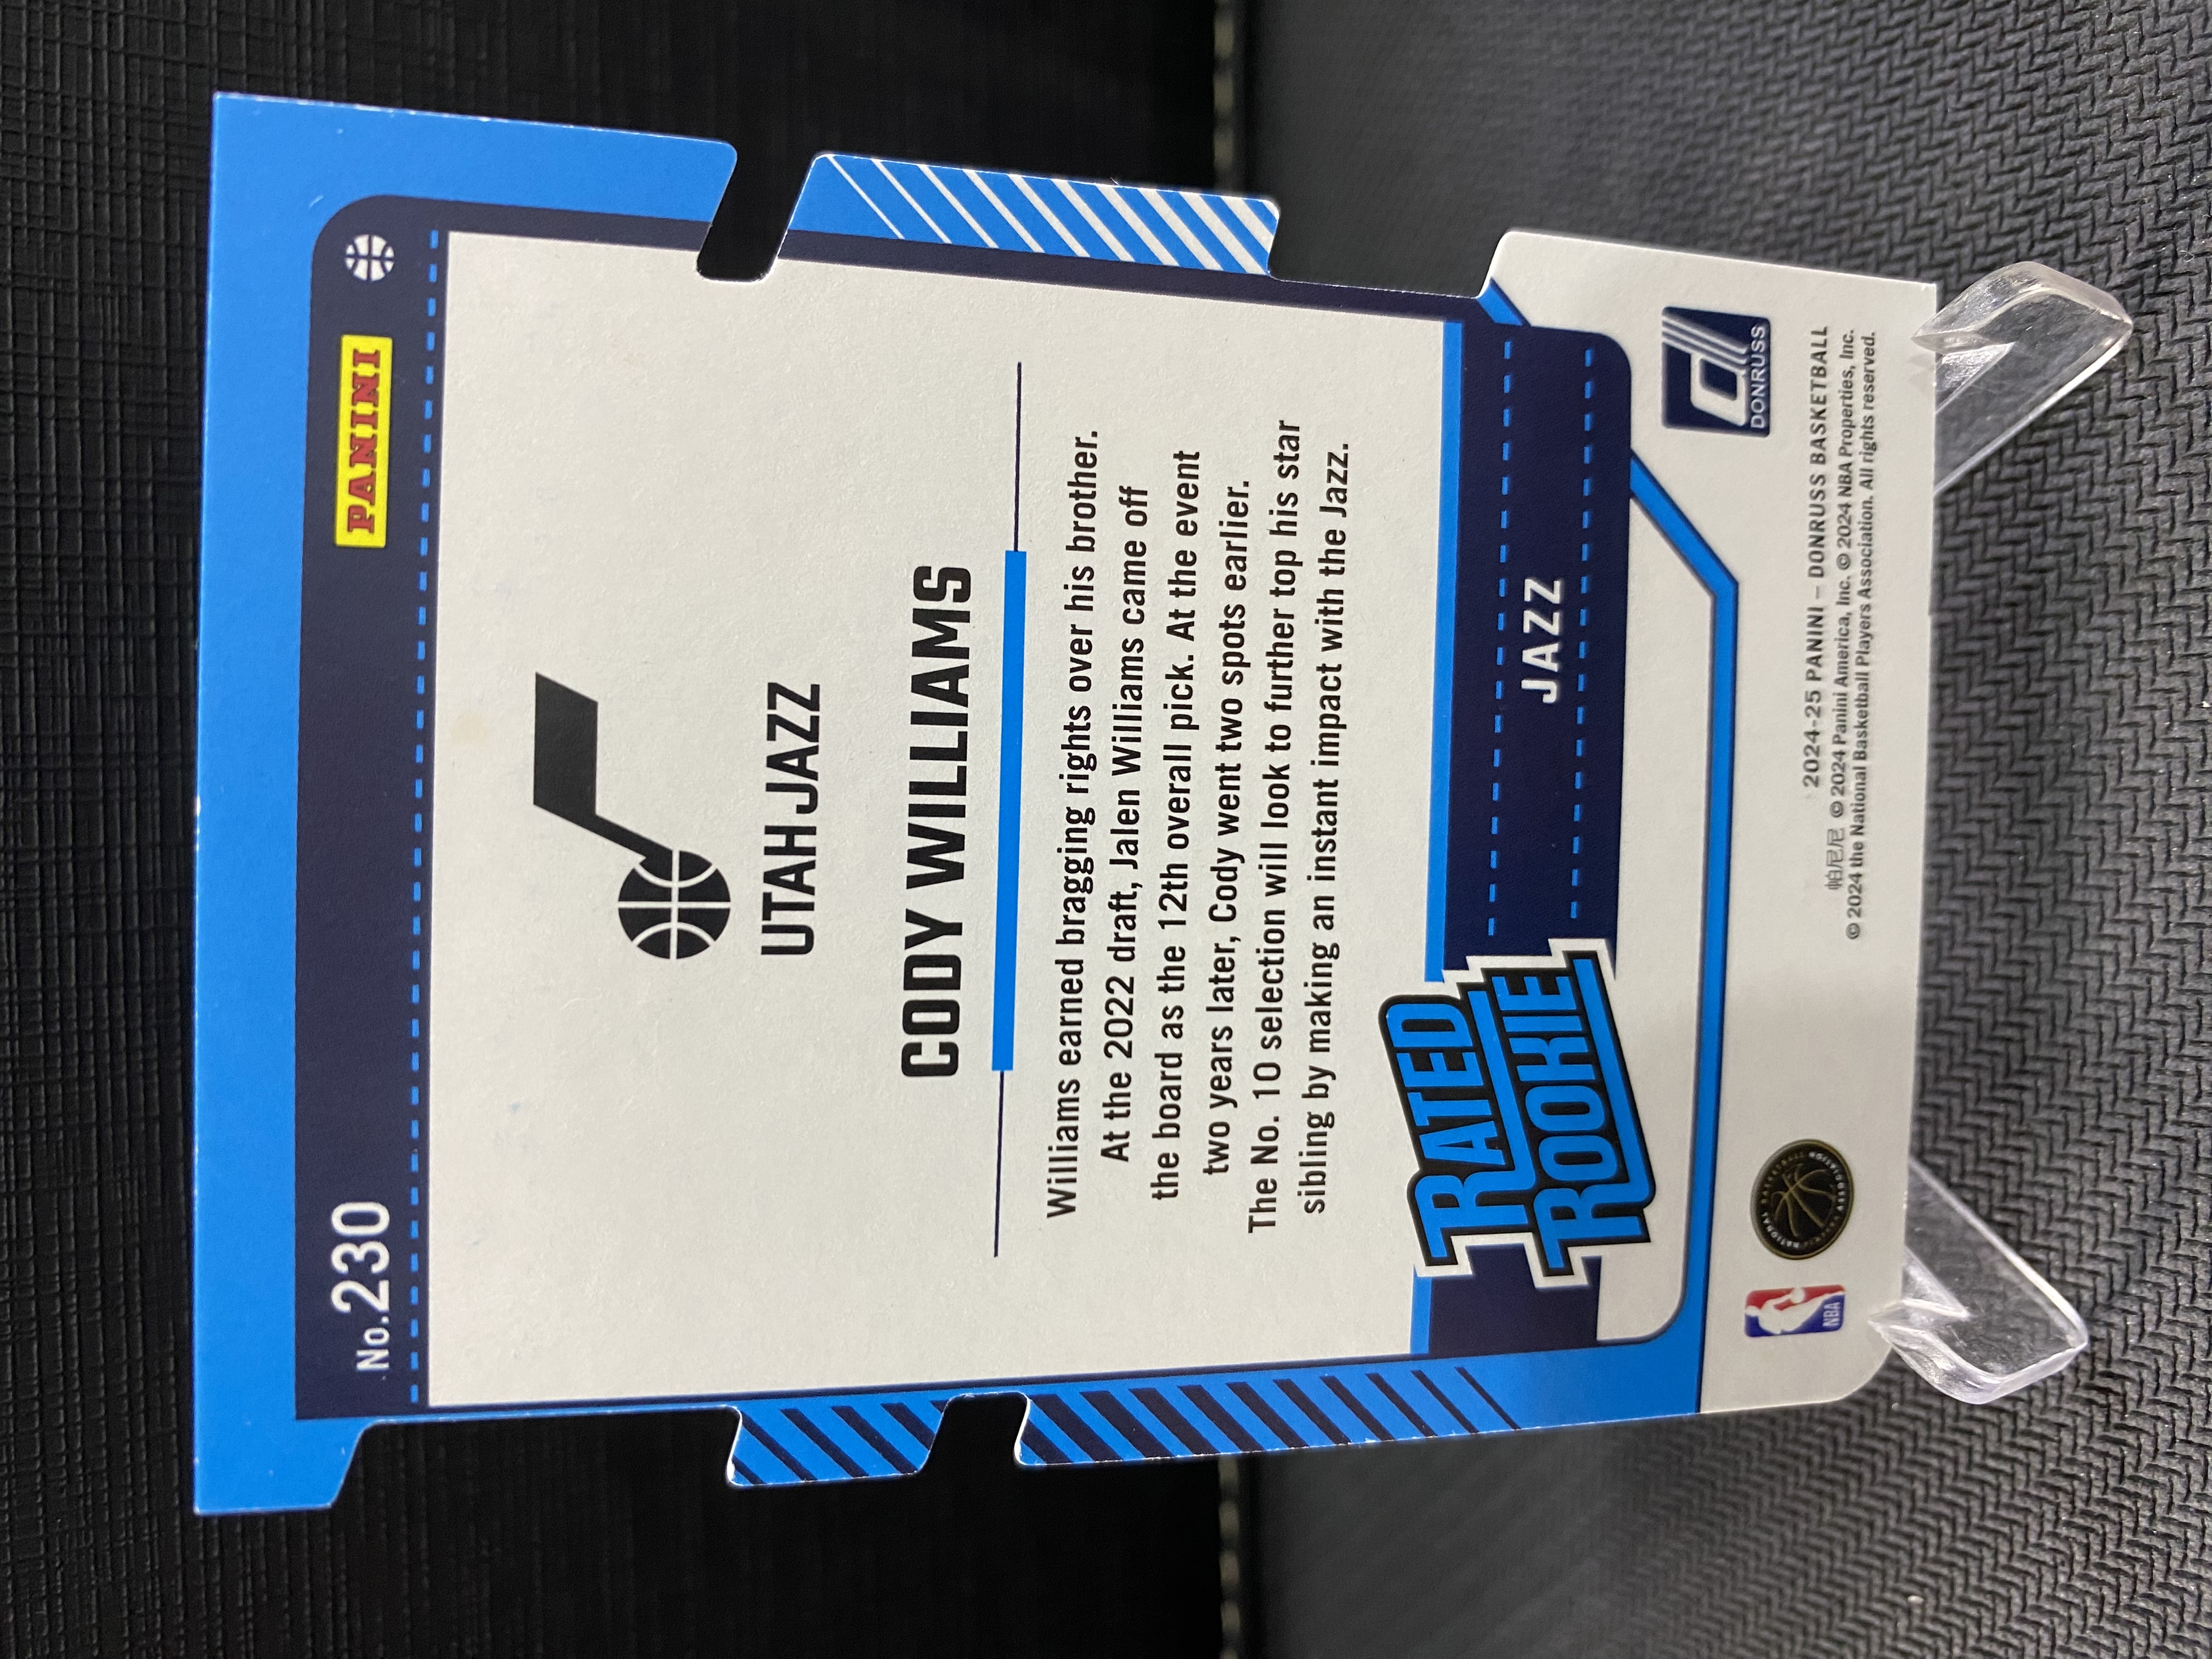 No.230
PANINI
UTAH JAZZ
CODY WILLIAMS
Williams earned bragging rights over his brother.
At the 2022 draft, Jalen Williams came off
the board as the 12th overall pick. At the event
two years later, Cody went two spots earlier.
The No. 10 selection will look to further top his star
sibling by making an instant impact with the Jazz.
RATED
ROOKIE
JAZZ
NBA
2024-25 PANINI – DONRUSS BASKETBALL
帕尼尼 © 2024 Panini America, Inc. © 2024 NBA Properties, Inc.
© 2024 the National Basketball Players Association. All rights reserved.
DONRUSS